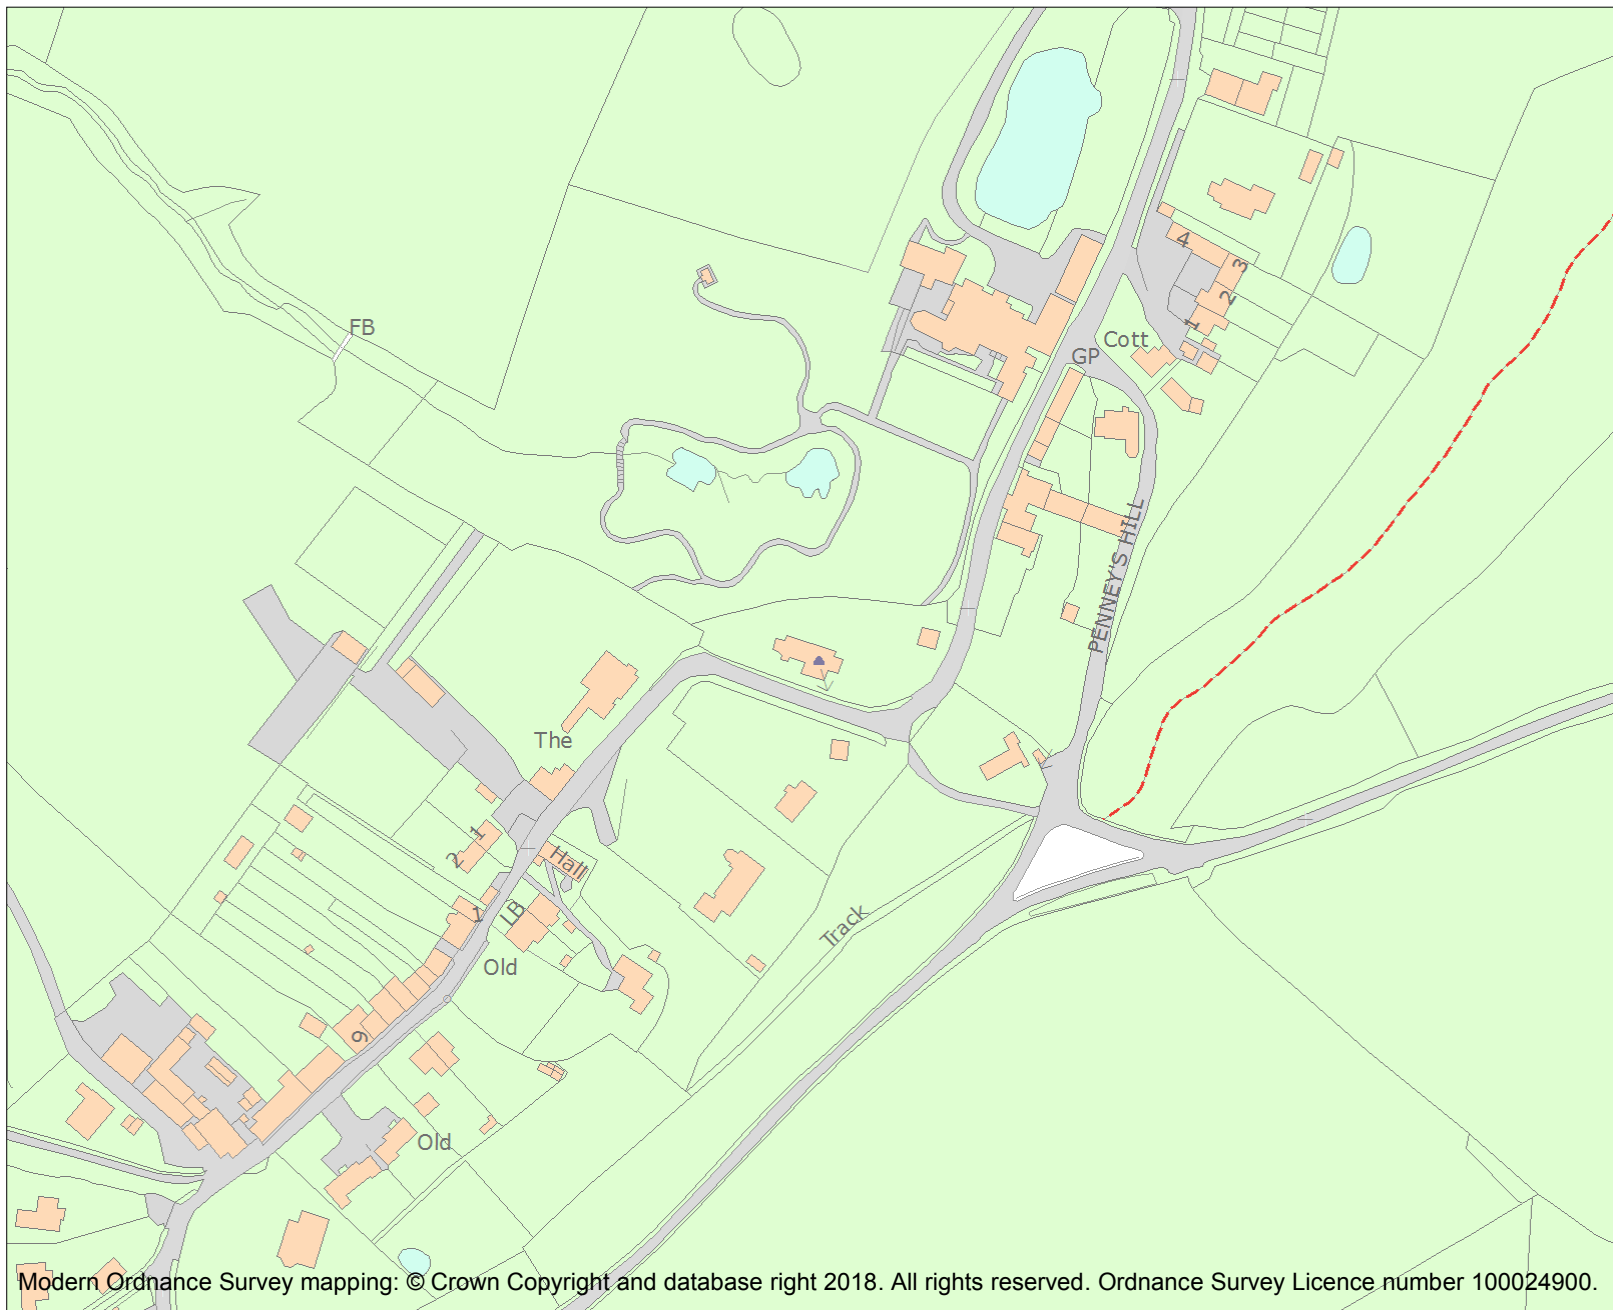 4
3
2
1
FB
Cott
GP
PENNEY'S HILL
The
1
2
Hall
1
LB
Track
Old
9
Old
Modern Ordnance Survey mapping: © Crown Copyright and database right 2018. All rights reserved. Ordnance Survey Licence number 100024900.